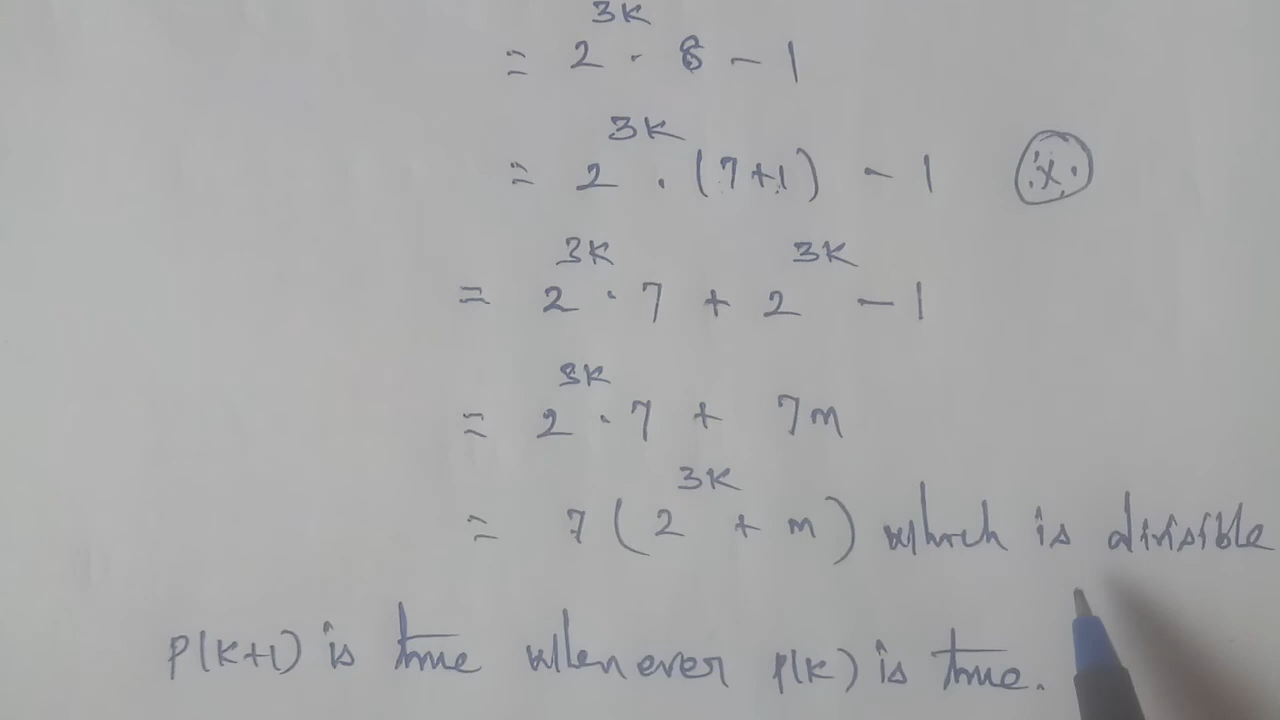 = 2^{3K} · 8 - 1
= 2^{3K} · (7+1) - 1 (·x·)
= 2^{3K} · 7 + 2^{3K} - 1
= 2^{3K} · 7 + 7m
= 7 (2^{3K} + m) which is divisible
P(K+1) is true whenever P(K) is true.